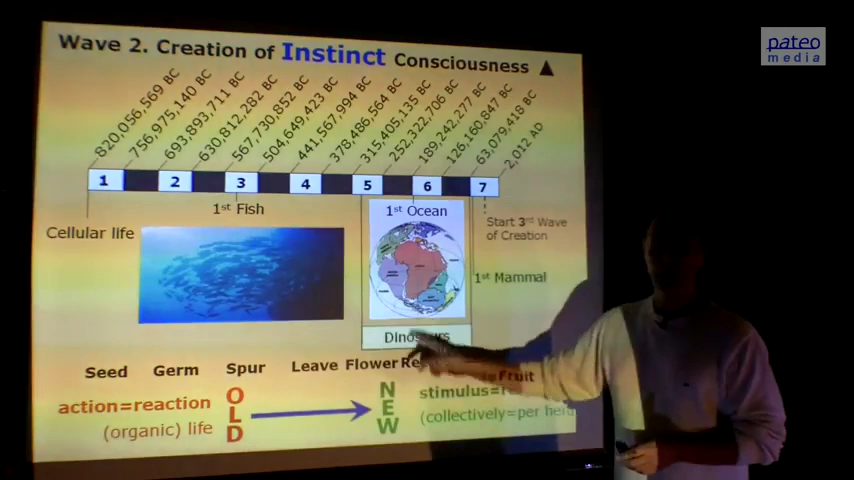 pateo
media
Wave 2. Creation of Instinct Consciousness
820,056,569 BC
756,975,140 BC
693,893,711 BC
630,812,282 BC
567,730,852 BC
504,649,423 BC
441,567,994 BC
378,486,564 BC
315,405,135 BC
252,322,706 BC
189,242,277 BC
126,160,847 BC
63,079,418 BC
2,012 AD
1 2 3 4 5 6 7
Cellular life
1st Fish
1st Ocean
Start 3rd Wave
of Creation
1st Mammal
Seed Germ Spur Leave Flower Fruit
action=reaction
(organic) life
OLD
NEW
stimulus=
(collectively=per